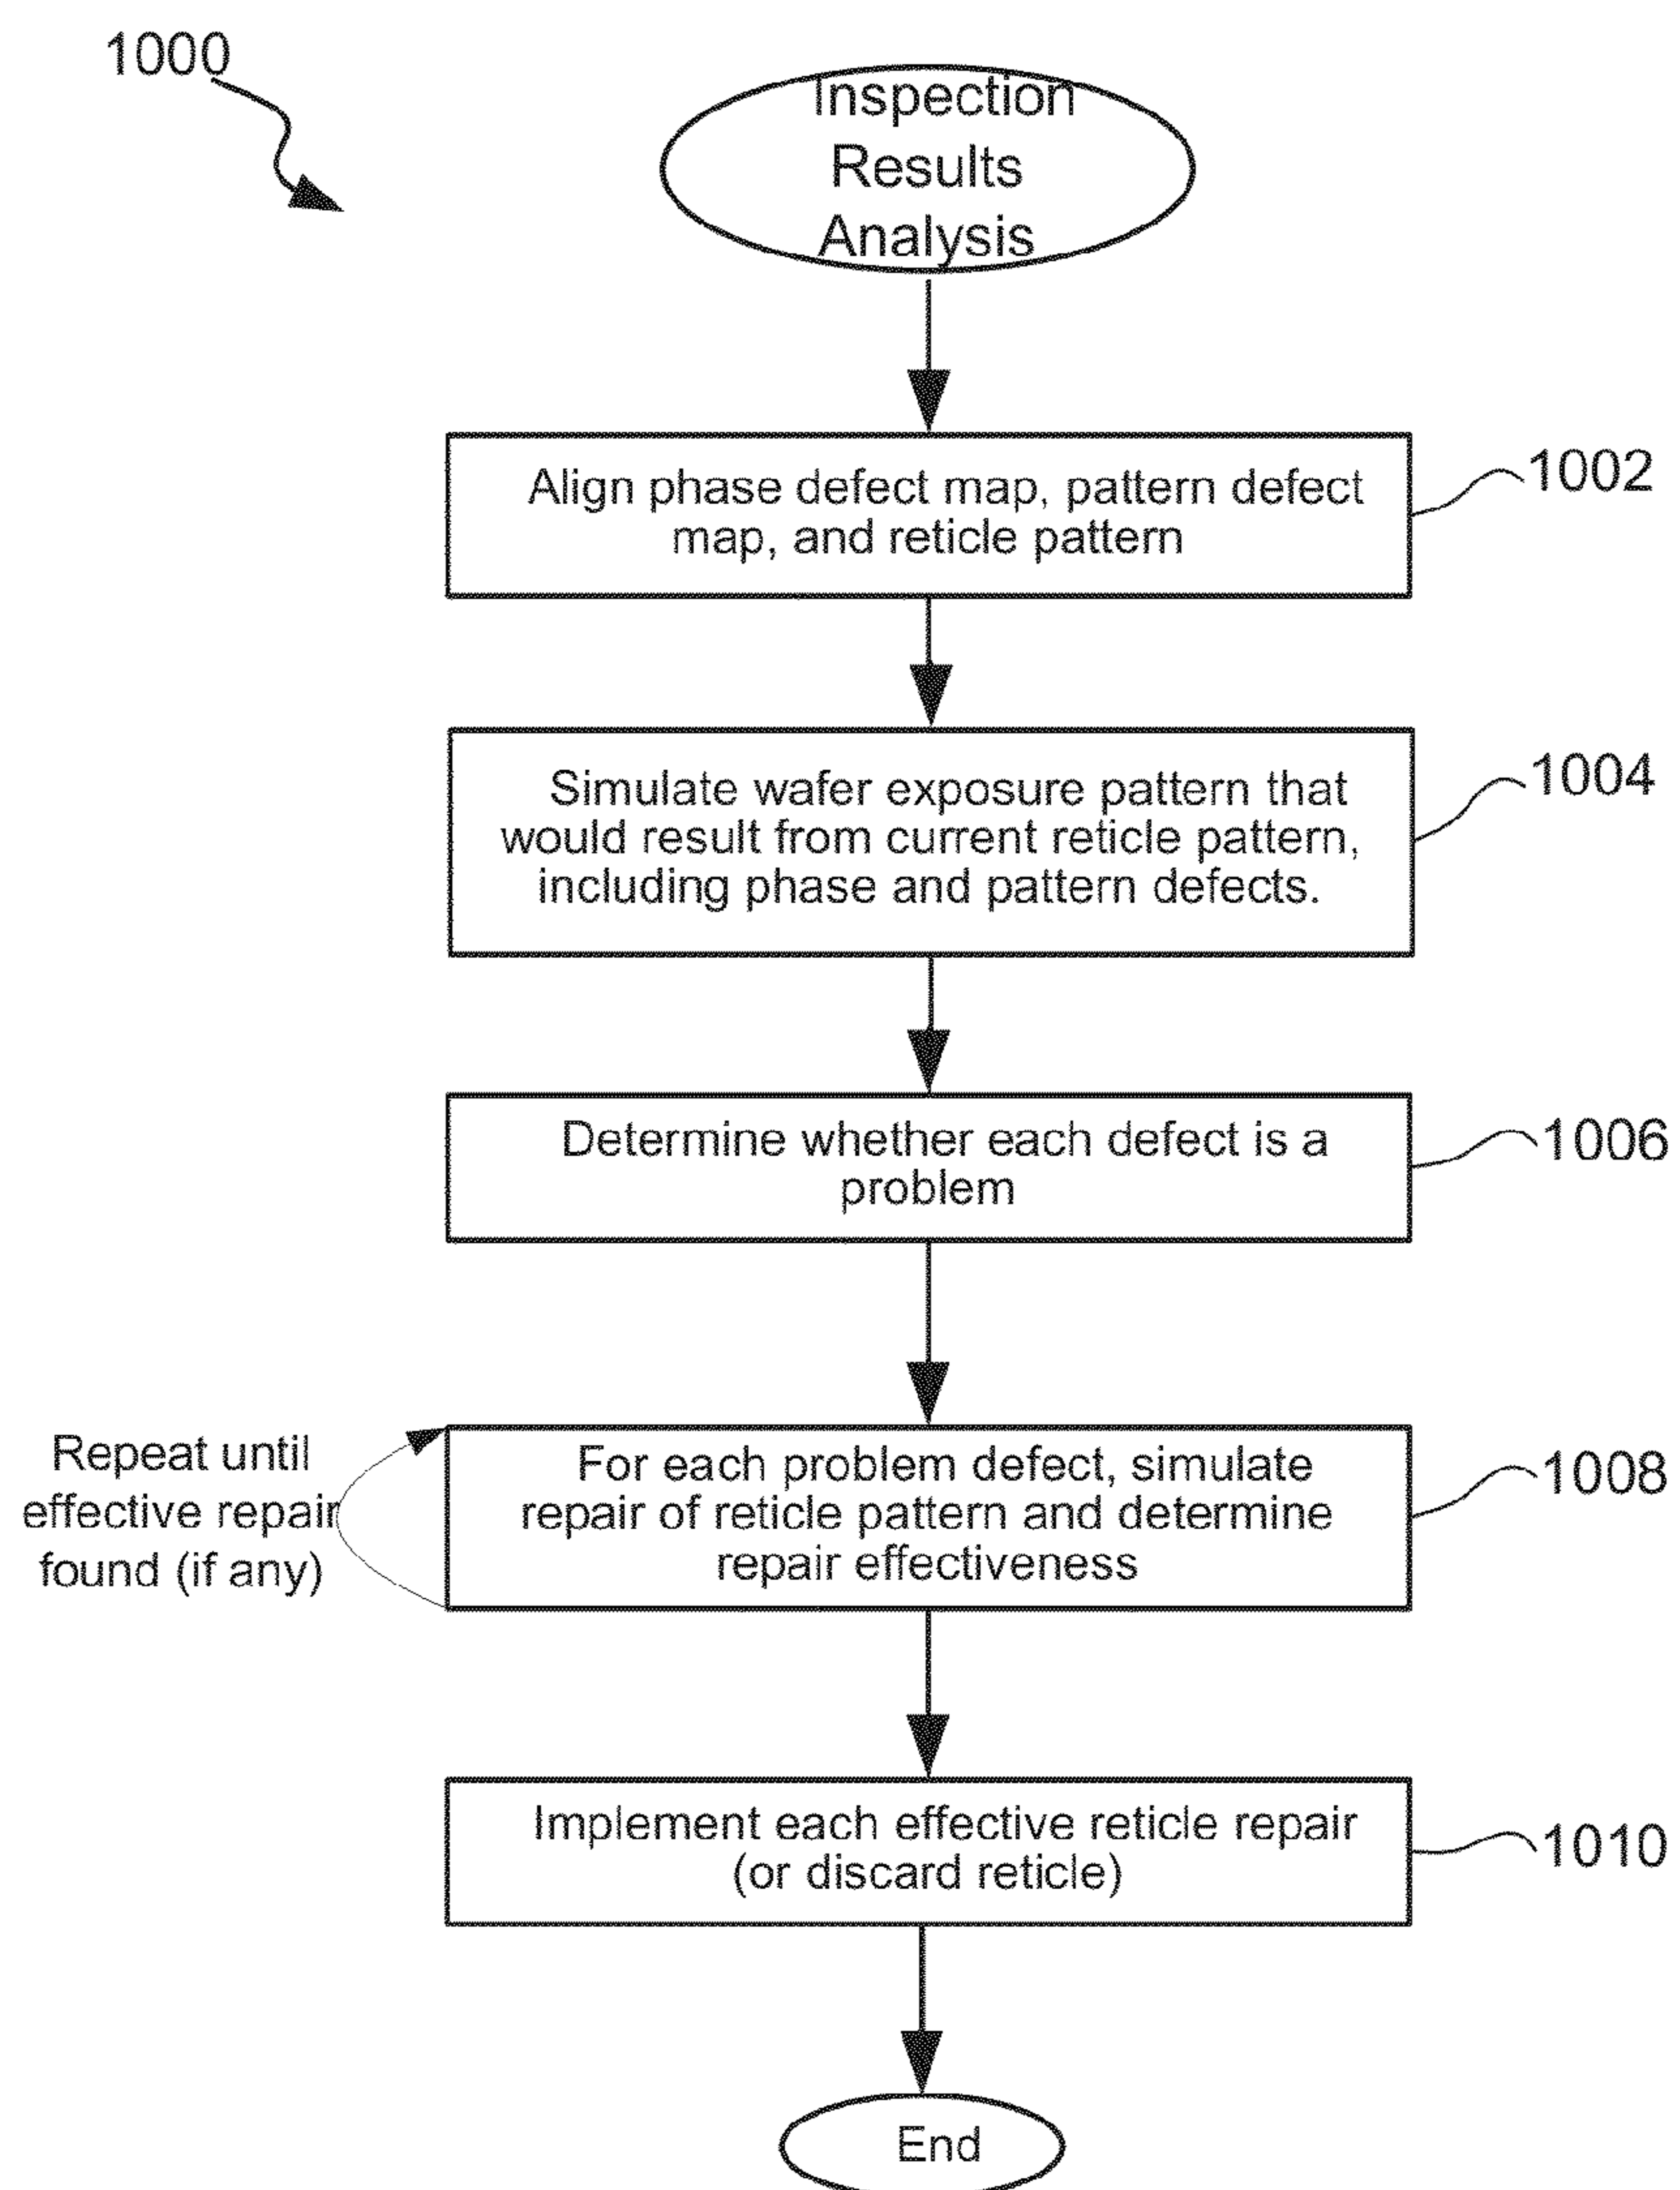 1000
Inspection
Results
Analysis
Align phase defect map, pattern defect
map, and reticle pattern
1002
Simulate wafer exposure pattern that
would result from current reticle pattern,
including phase and pattern defects.
1004
Determine whether each defect is a
problem
1006
Repeat until
effective repair
found (if any)
For each problem defect, simulate
repair of reticle pattern and determine
repair effectiveness
1008
Implement each effective reticle repair
(or discard reticle)
1010
End